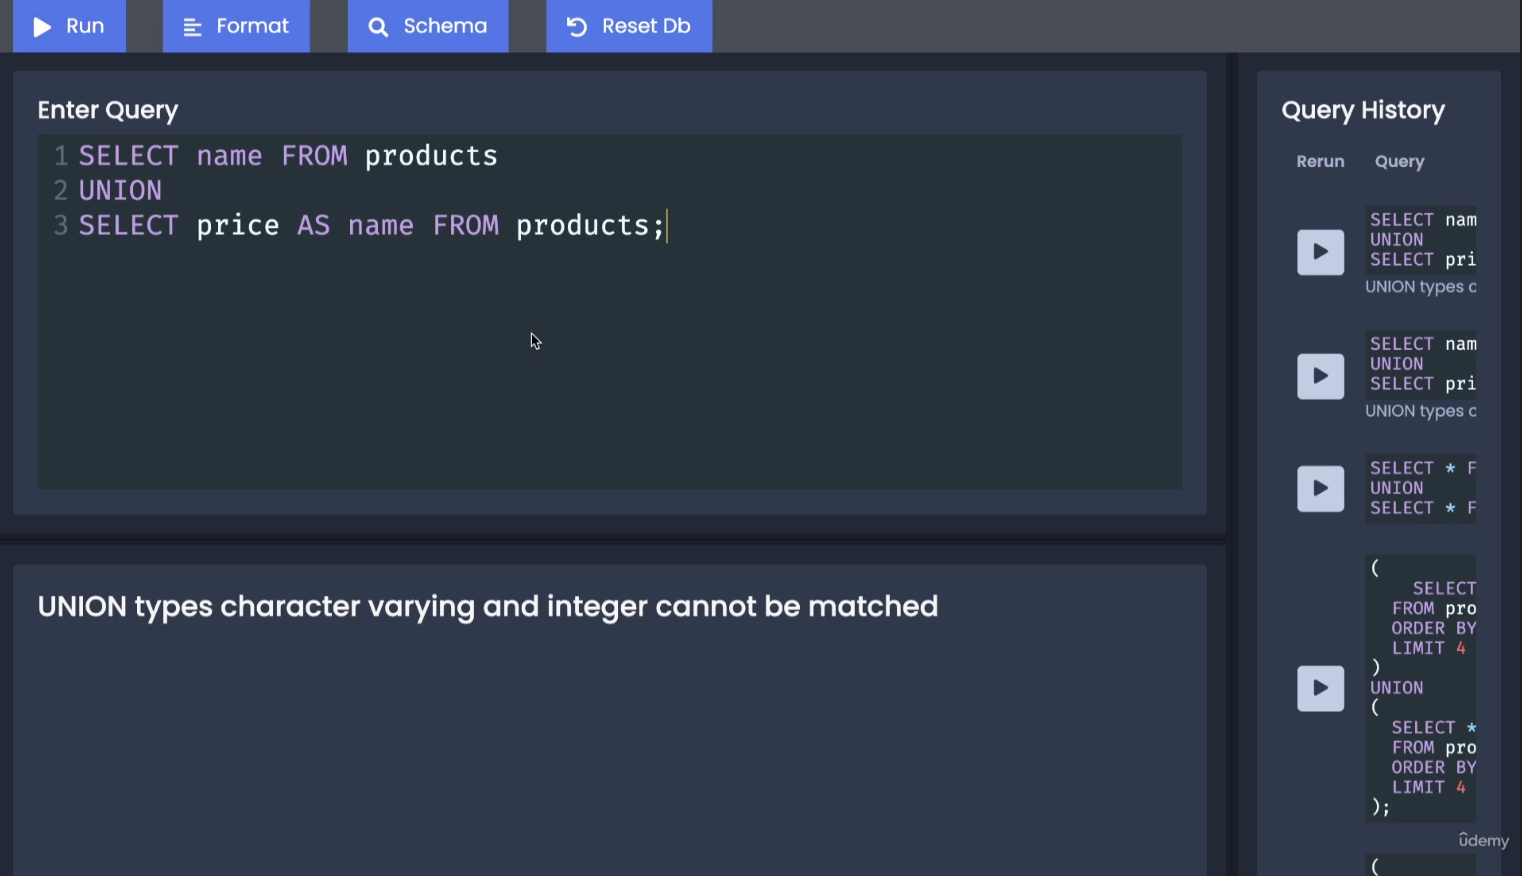 Run
Format
Schema
Reset Db
Enter Query
1 SELECT name FROM products
2 UNION
3 SELECT price AS name FROM products;
UNION types character varying and integer cannot be matched
Query History
Rerun Query
SELECT nam
UNION
SELECT pri
UNION types c
SELECT nam
UNION
SELECT pri
UNION types c
SELECT * F
UNION
SELECT * F
(
SELECT
FROM pro
ORDER BY
LIMIT 4
)
UNION
(
SELECT *
FROM pro
ORDER BY
LIMIT 4
);
(
ûdemy